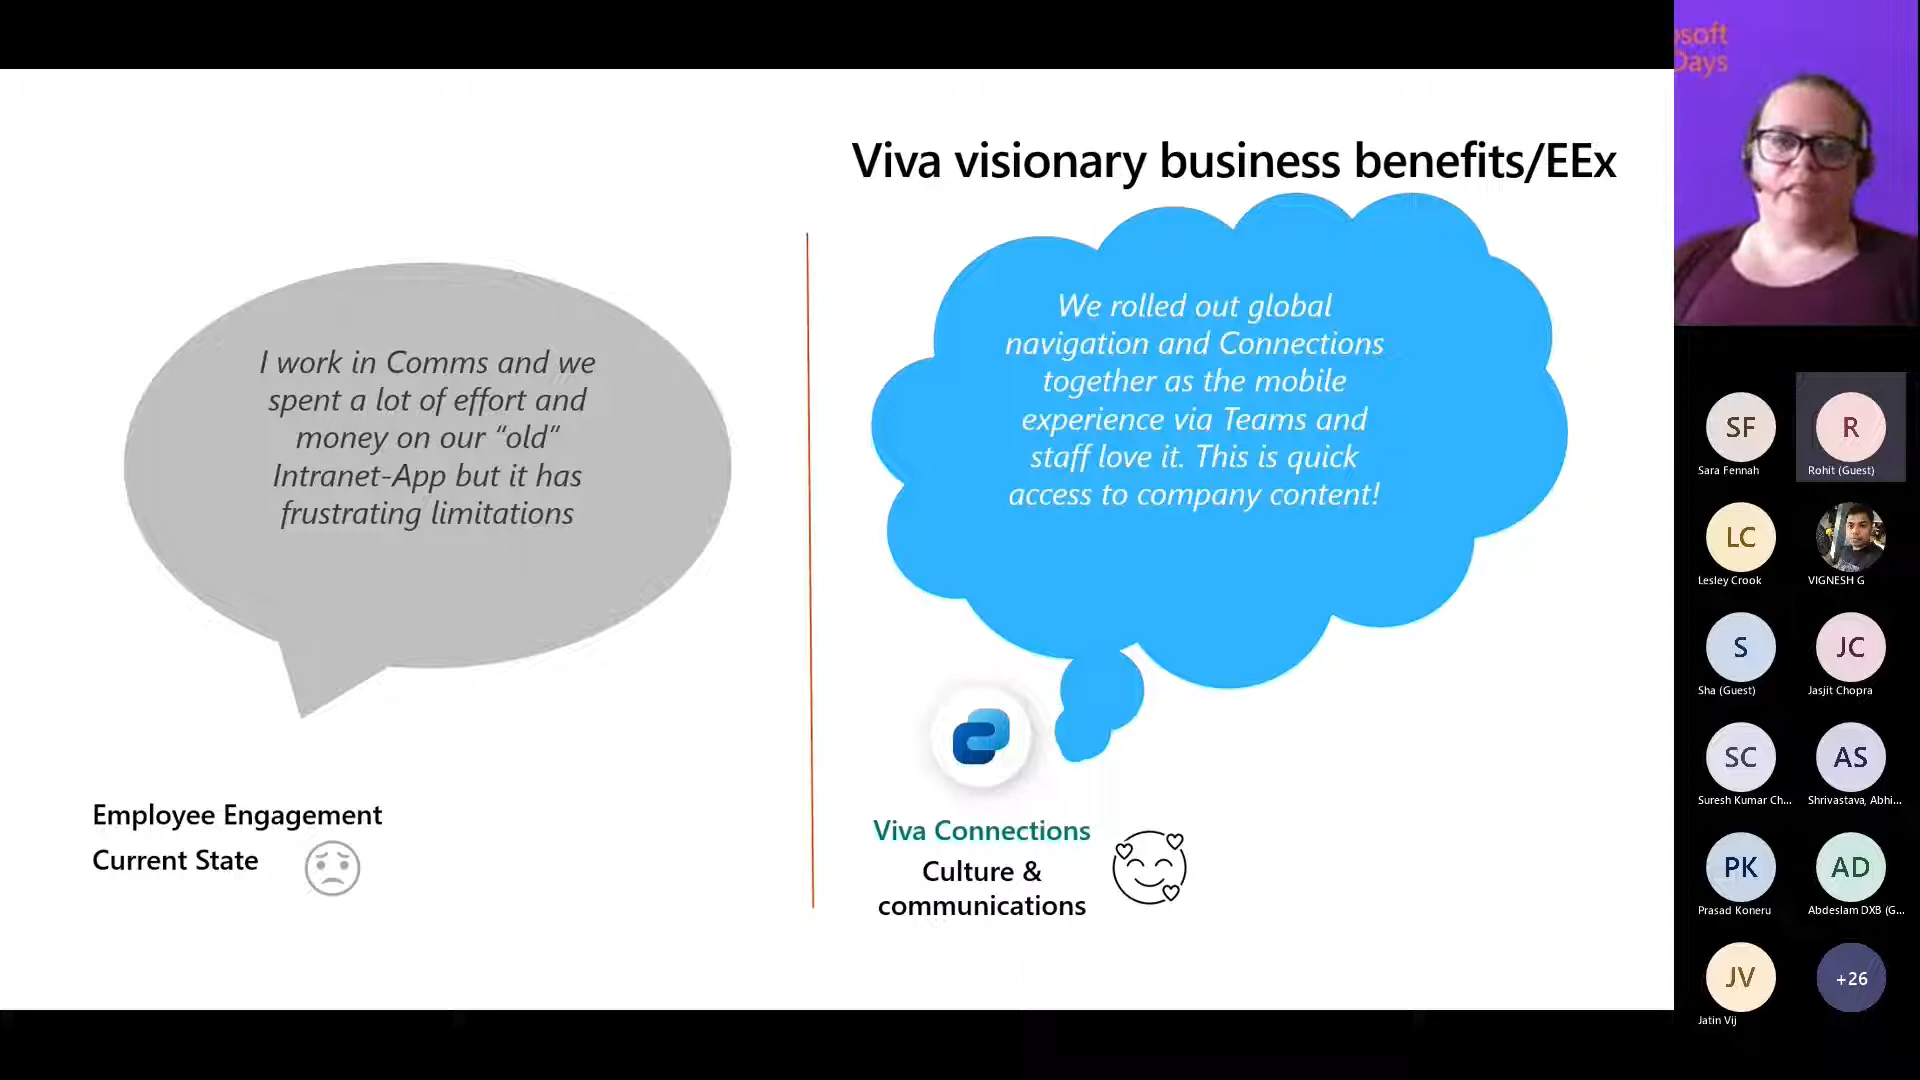 Viva visionary business benefits/EEx
I work in Comms and we
spent a lot of effort and
money on our “old“
Intranet-App but it has
frustrating limitations
We rolled out global
navigation and Connections
together as the mobile
experience via Teams and
staff love it. This is quick
access to company content!
Employee Engagement
Current State
Viva Connections
Culture &
communications
osoft
Days
SF
Sara Fennah
R
Rohit (Guest)
LC
Lesley Crook
VIGNESH G
S
Sha (Guest)
JC
Jasjit Chopra
SC
Suresh Kumar Ch...
AS
Shrivastava, Abhi...
PK
Prasad Koneru
AD
Abdeslam DXB (G...
JV
Jatin Vij
+26